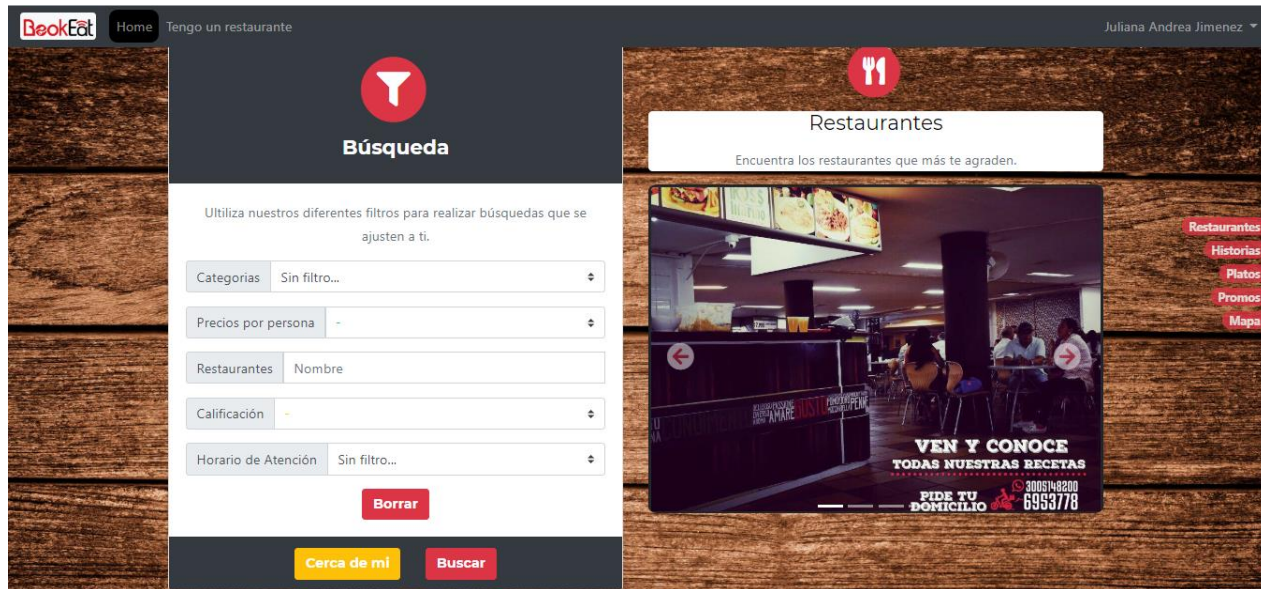 BookEat
Home
Tengo un restaurante
Juliana Andrea Jimenez
Búsqueda
Ultiliza nuestros diferentes filtros para realizar búsquedas que se
ajusten a ti.
Categorias Sin filtro...
Precios por persona -
Restaurantes Nombre
Calificación -
Horario de Atención Sin filtro...
Borrar
Cerca de mi
Buscar
Restaurantes
Encuentra los restaurantes que más te agraden.
AMARE GUSTO
VEN Y CONOCE
TODAS NUESTRAS RECETAS
PIDE TU
DOMICILIO
3005148200
6953778
Restaurantes
Historias
Platos
Promos
Mapa